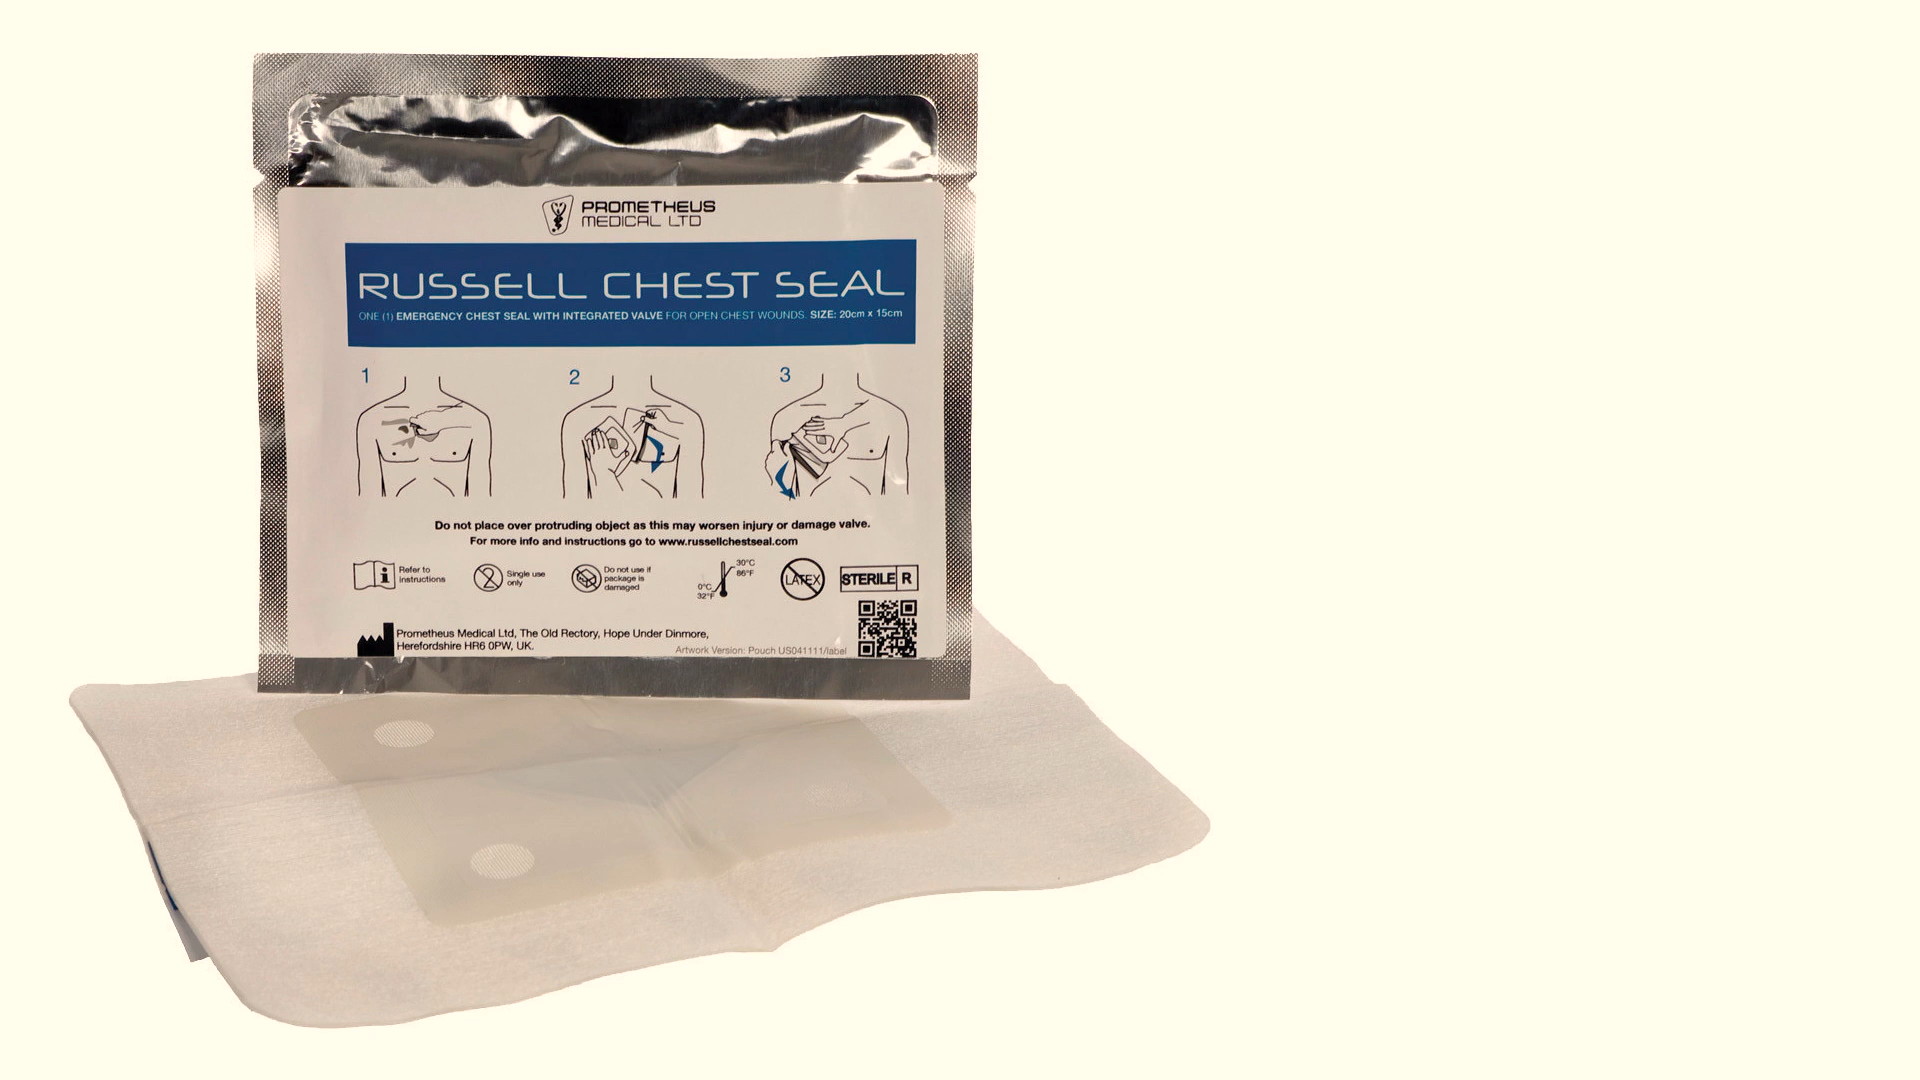 PROMETHEUS
MEDICAL LTD
RUSSELL CHEST SEAL
ONE (1) EMERGENCY CHEST SEAL WITH INTEGRATED VALVE FOR OPEN CHEST WOUNDS. SIZE: 20cm x 15cm
1
2
3
Do not place over protruding object as this may worsen injury or damage valve.
For more info and instructions go to www.russellchestseal.com
Refer to
instructions
Single use
only
Do not use if
package is
damaged
30°C
86°F
0°C
32°F
LATEX
STERILE R
Prometheus Medical Ltd, The Old Rectory, Hope Under Dinmore,
Herefordshire HR6 0PW, UK.
Artwork Version: Pouch US041111/label